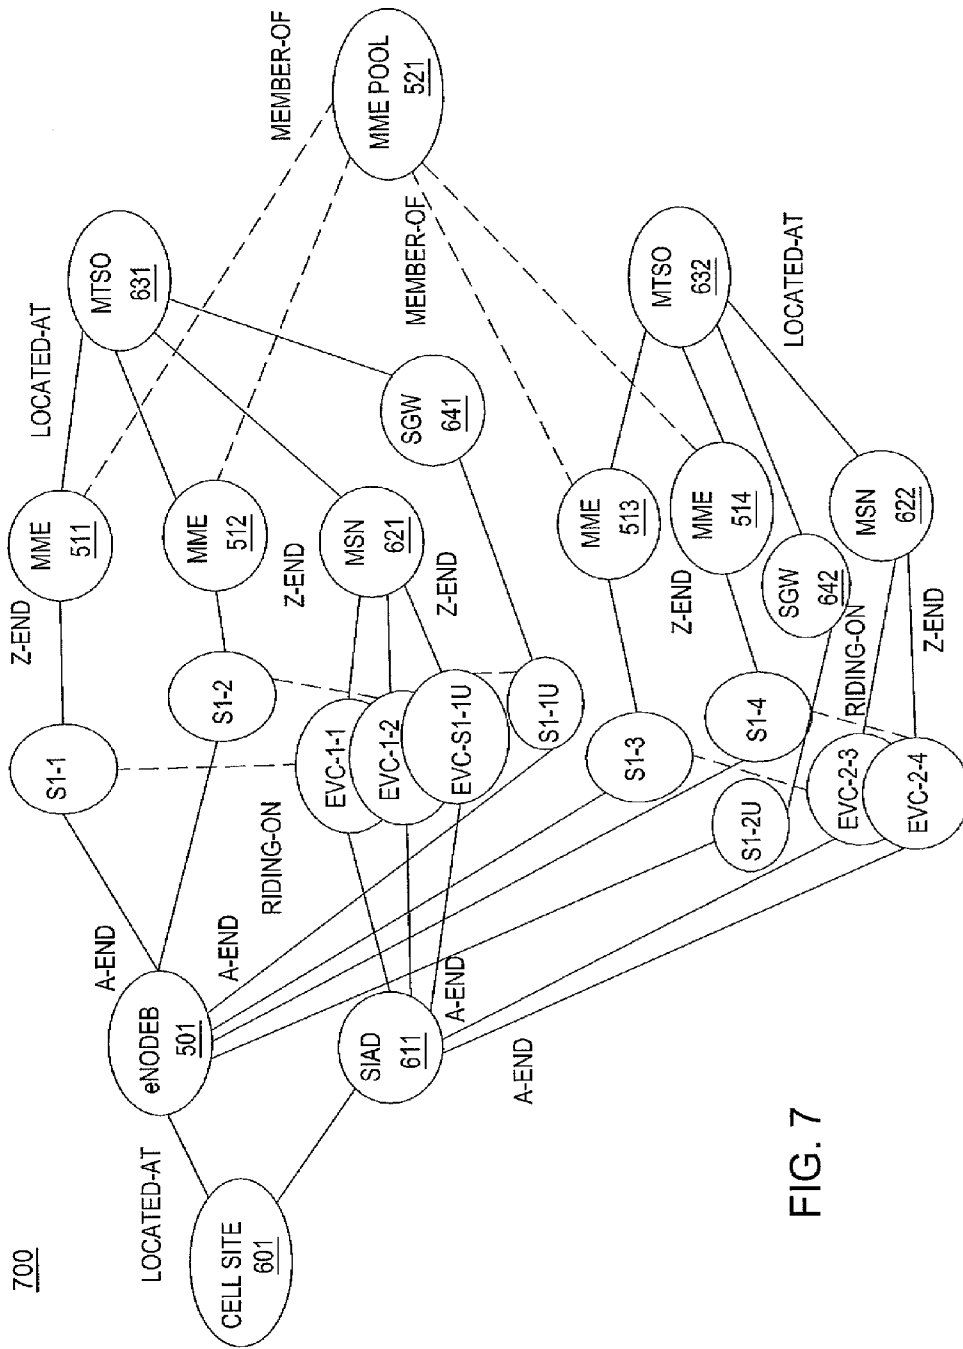 700
CELL SITE
601
LOCATED-AT
eNODEB
501
A-END
A-END
SIAD
611
A-END
A-END
RIDING-ON
S1-1
S1-2
EVC-1-1
EVC-1-2
EVC-S1-1U
S1-1U
S1-3
S1-4
S1-2U
EVC-2-3
EVC-2-4
RIDING-ON
Z-END
MME
511
MME
512
Z-END
MSN
621
Z-END
SGW
641
MME
513
Z-END
MME
514
SGW
642
MSN
622
Z-END
LOCATED-AT
MTSO
631
MEMBER-OF
MME POOL
521
MEMBER-OF
MTSO
632
LOCATED-AT
FIG. 7